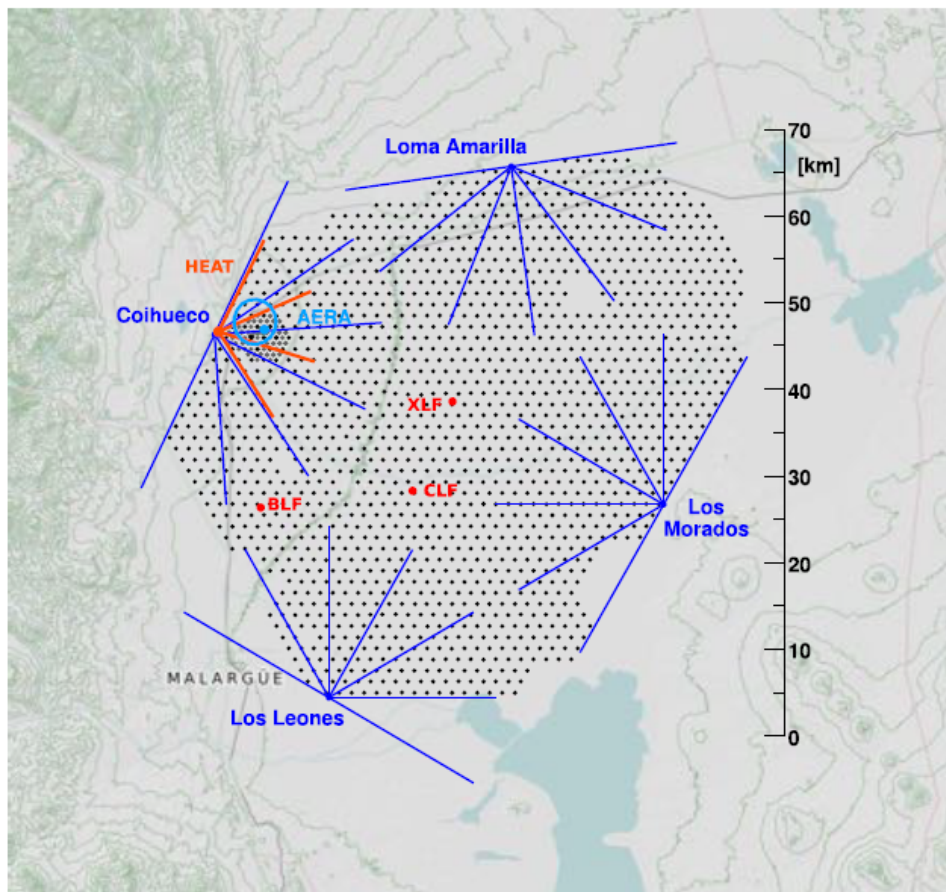 Loma Amarilla
70
[km]
60
HEAT
50
Coihueco
AERA
40
XLF
30
CLF
BLF
Los
Morados
20
10
MALARGÜE
Los Leones
0